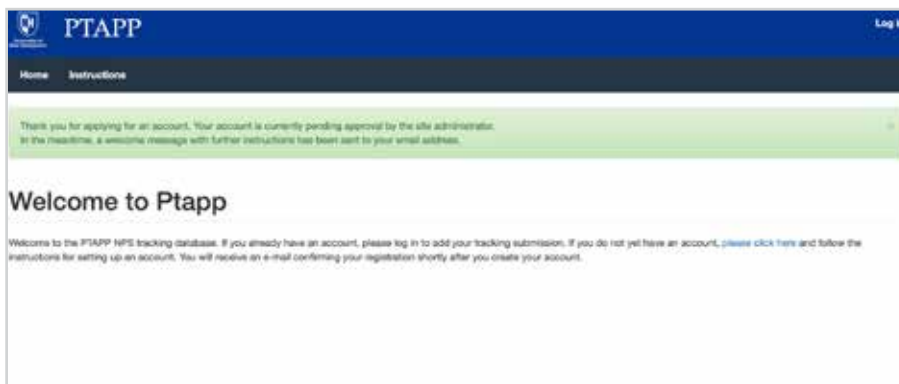 PTAPP
Log
Home Instructions
Thank you for applying for an account. Your account is currently pending approval by the site administrator.
In the meantime, a welcome message with further instructions has been sent to your email address.
Welcome to Ptapp
Welcome to the PTAPP NPS tracking database. If you already have an account, please log in to add your tracking submission. If you do not yet have an account, please click here and follow the
instructions for setting up an account. You will receive an e-mail confirming your registration shortly after you create your account.